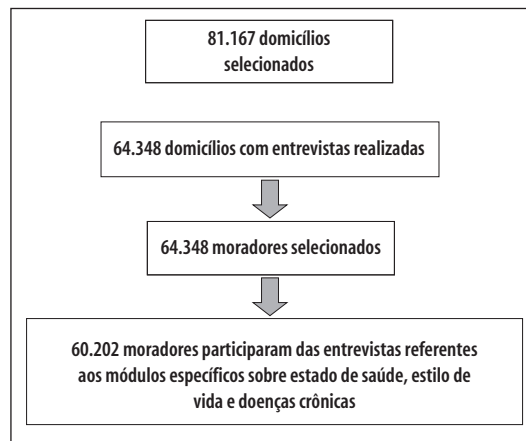 81.167 domicílios
selecionados
64.348 domicílios com entrevistas realizadas
64.348 moradores selecionados
60.202 moradores participaram das entrevistas referentes
aos módulos específicos sobre estado de saúde, estilo de
vida e doenças crônicas